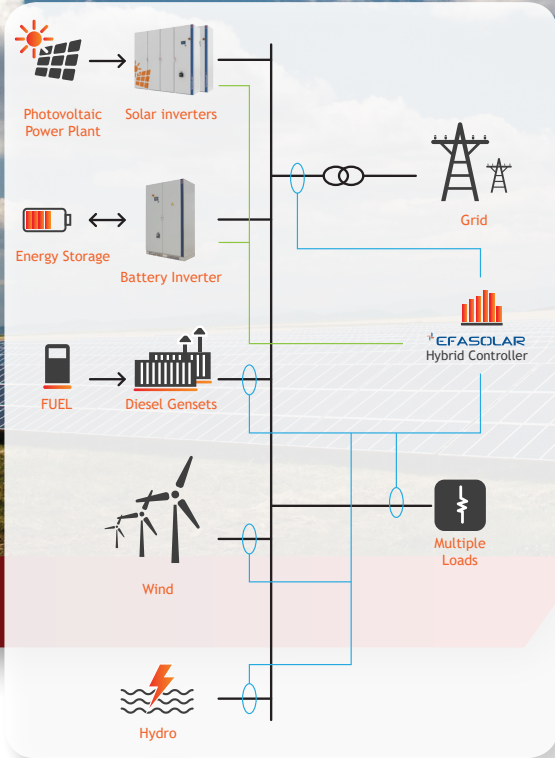 Photovoltaic
Power Plant
Solar inverters
Grid
Energy Storage
Battery Inverter
EFASOLAR
Hybrid Controller
FUEL
Diesel Gensets
Multiple
Loads
Wind
Hydro